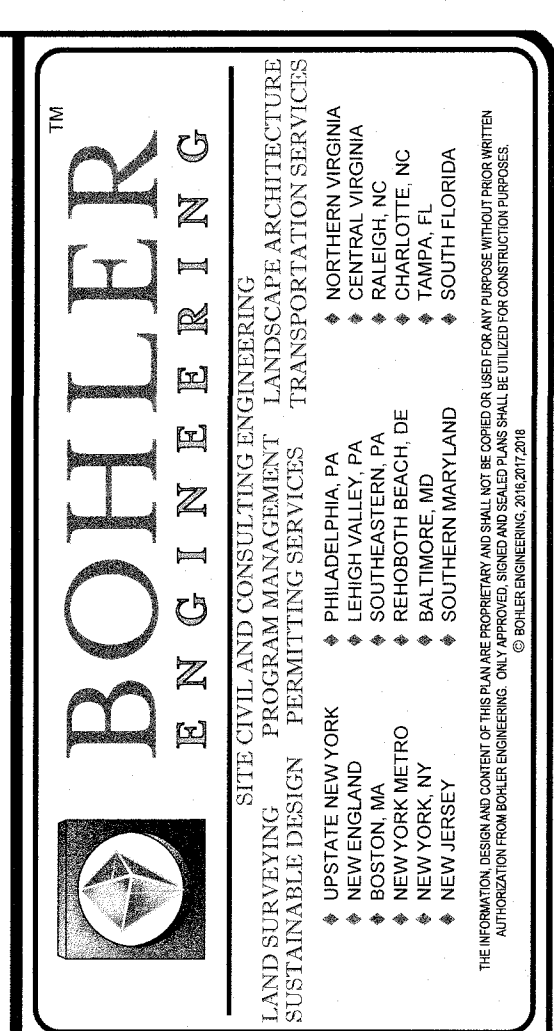 BOHLER™
ENGINEERING
SITE CIVIL AND CONSULTING ENGINEERING
LAND SURVEYING PROGRAM MANAGEMENT LANDSCAPE ARCHITECTURE
SUSTAINABLE DESIGN PERMITTING SERVICES TRANSPORTATION SERVICES
UPSTATE NEW YORK
NEW ENGLAND
BOSTON, MA
NEW YORK METRO
NEW YORK, NY
NEW JERSEY
PHILADELPHIA, PA
LEHIGH VALLEY, PA
SOUTHEASTERN, PA
REHOBOTH BEACH, DE
BALTIMORE, MD
SOUTHERN MARYLAND
NORTHERN VIRGINIA
CENTRAL VIRGINIA
RALEIGH, NC
CHARLOTTE, NC
TAMPA, FL
SOUTH FLORIDA
THE INFORMATION, DESIGN AND CONTENT OF THIS PLAN ARE PROPRIETARY AND SHALL NOT BE COPIED OR USED FOR ANY PURPOSE WITHOUT PRIOR WRITTEN
AUTHORIZATION FROM BOHLER ENGINEERING. ONLY APPROVED, SIGNED AND SEALED PLANS SHALL BE UTILIZED FOR CONSTRUCTION PURPOSES.
© BOHLER ENGINEERING, 2016,2017,2018